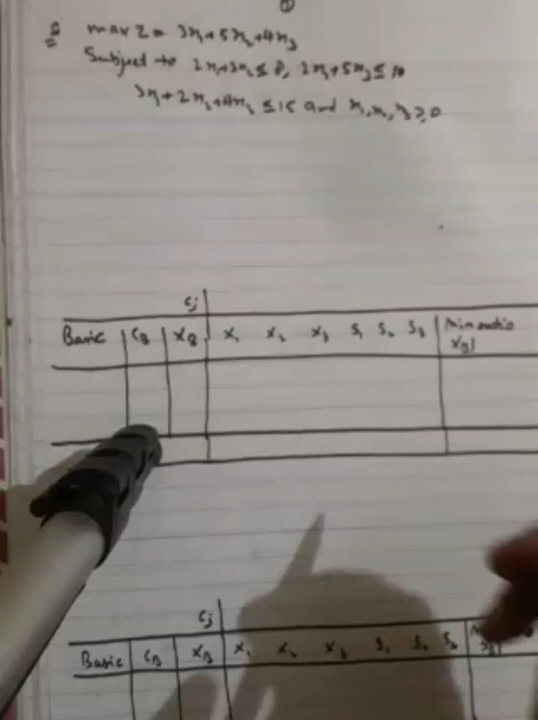 ①
Q max Z = 3x₁+5x₂+4x₃
Subject to 2x₁+3x₂ ≤ 8, 2x₂+5x₃ ≤ 10
3x₁+2x₂+4x₃ ≤ 15 and x₁,x₂,x₃ ≥ 0
Cj
Basic CB XB X₁ X₂ X₃ S₁ S₂ S₃ Min ratio
XB/
Cj
Basic CB XB X₁ X₂ X₃ S₁ S₂ S₃